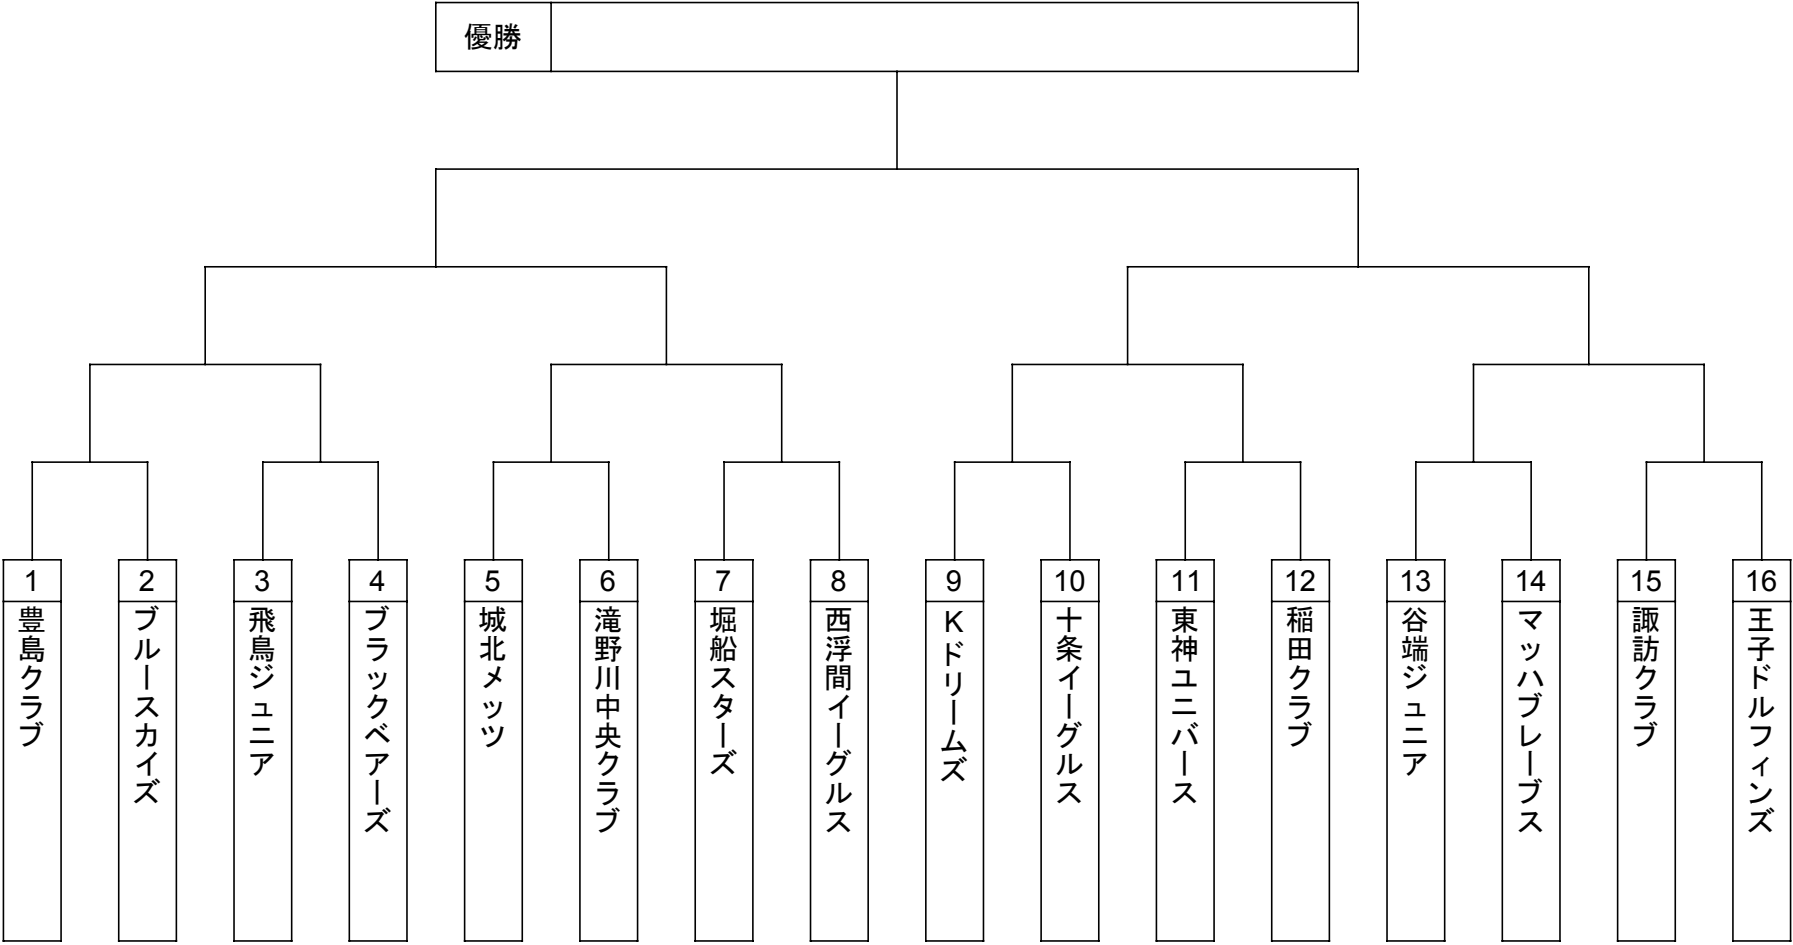 優勝
1
豊島クラブ
2
ブルースカイズ
3
飛鳥ジュニア
4
ブラックベアーズ
5
城北メッツ
6
滝野川中央クラブ
7
堀船スターズ
8
西浮間イーグルス
9
Kドリームズ
10
十条イーグルス
11
東神ユニバース
12
稲田クラブ
13
谷端ジュニア
14
マッハブレーブス
15
諏訪クラブ
16
王子ドルフィンズ